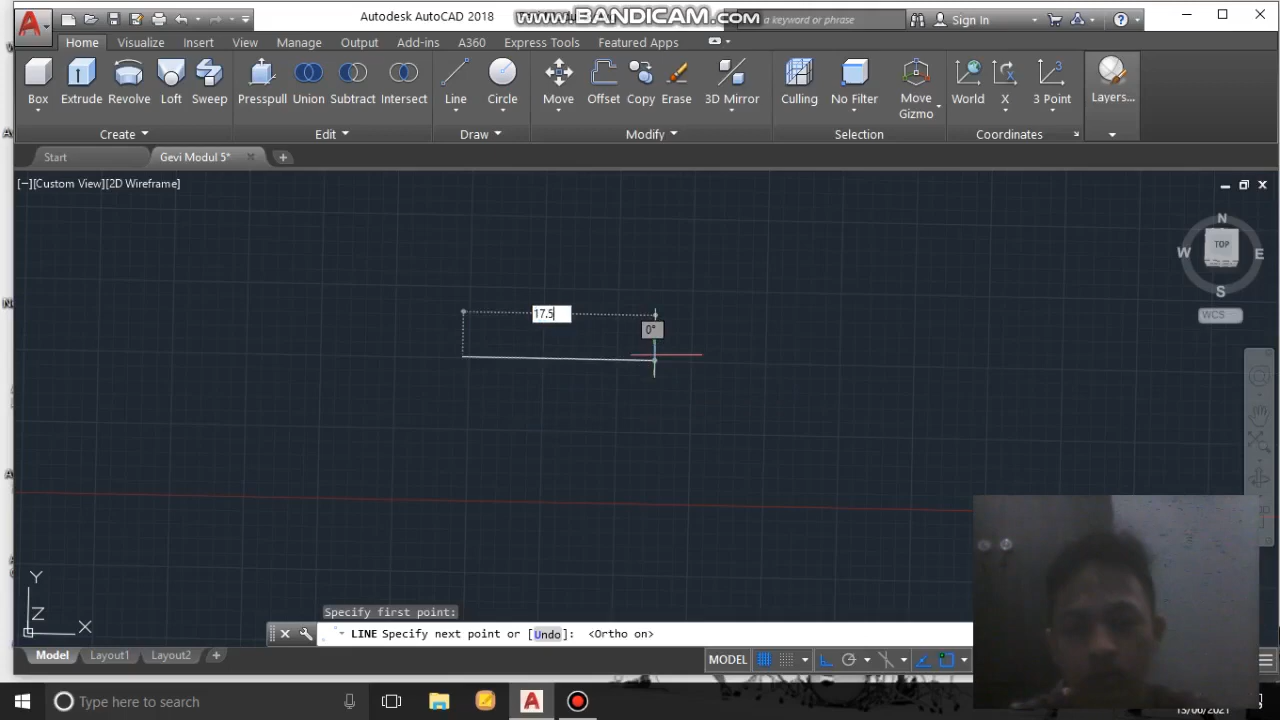 Autodesk AutoCAD 2018
www.BANDICAM.com
a keyword or phrase
Sign In
Home Visualize Insert View Manage Output Add-ins A360 Express Tools Featured Apps
Box Extrude Revolve Loft Sweep Presspull Union Subtract Intersect Line Circle Move Offset Copy Erase 3D Mirror Culling No Filter Move Gizmo World X 3 Point Layers...
Create Edit Draw Modify Selection Coordinates
Start Gevi Modul 5*
[−][Custom View][2D Wireframe]
N
W TOP E
S
WCS
17.5
0°
Y
Z
X
Specify first point:
LINE Specify next point or [Undo]: <Ortho on>
Model Layout1 Layout2
MODEL
Type here to search
13/06/2021